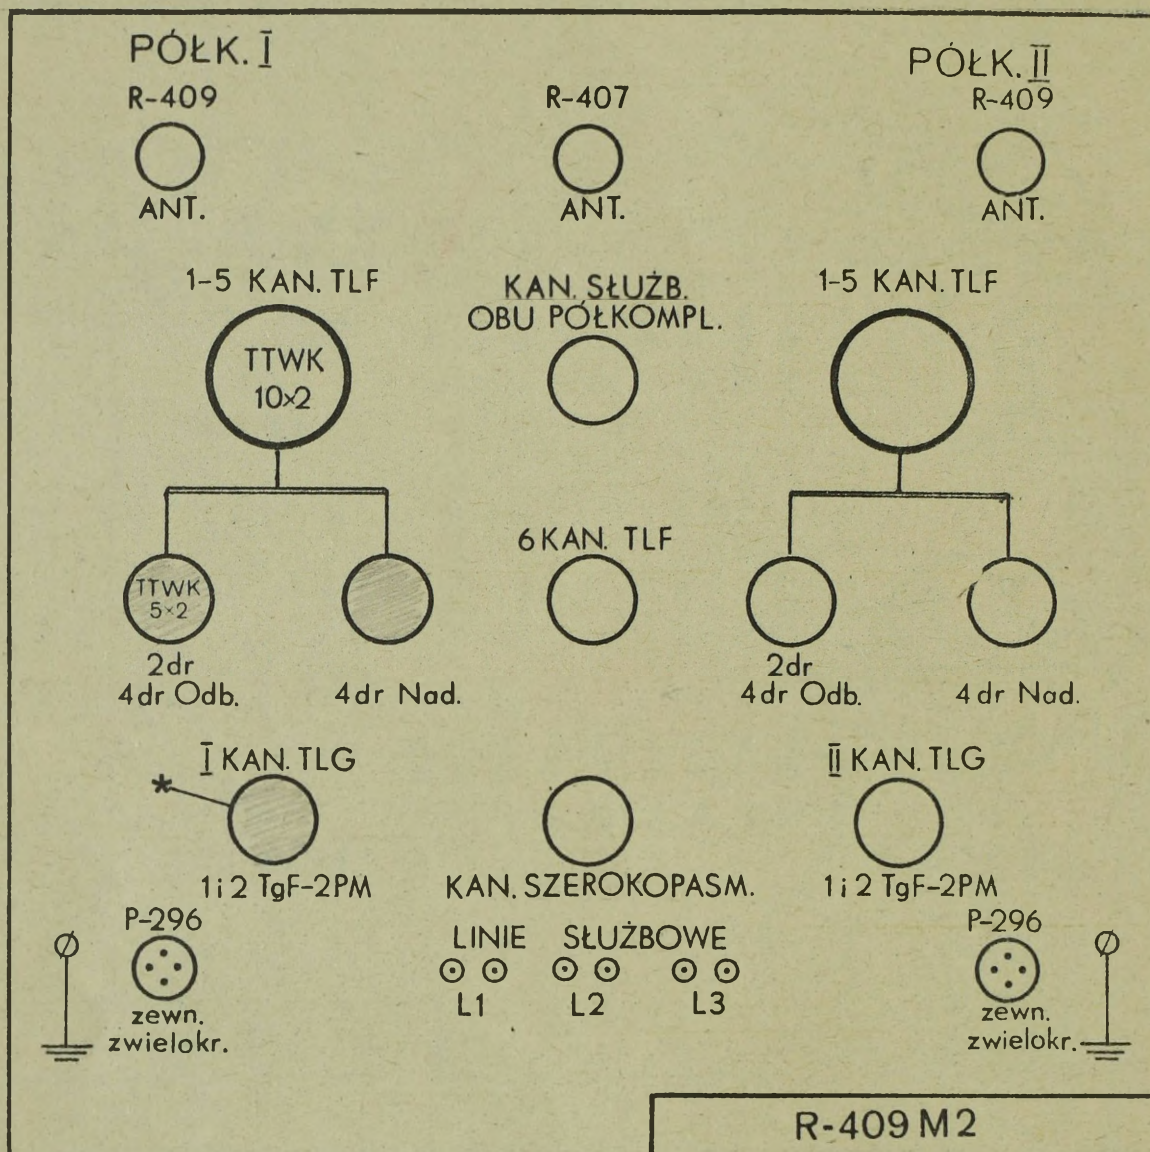 PÓŁK. I
PÓŁK. II
R-409
R-407
R-409
ANT.
ANT.
ANT.
1-5 KAN. TLF
KAN. SŁUŻB.
OBU PÓŁKOMPL.
1-5 KAN. TLF
TTWK
10×2
6 KAN. TLF
TTWK
5×2
2dr
4dr Odb.
4dr Nad.
2dr
4dr Odb.
4dr Nad.
I KAN. TLG
II KAN. TLG
*
1 i 2 TgF-2PM
KAN. SZEROKOPASM.
1 i 2 TgF-2PM
P-296
LINIE SŁUŻBOWE
P-296
L1 L2 L3
zewn.
zwielokr.
zewn.
zwielokr.
R-409 M2